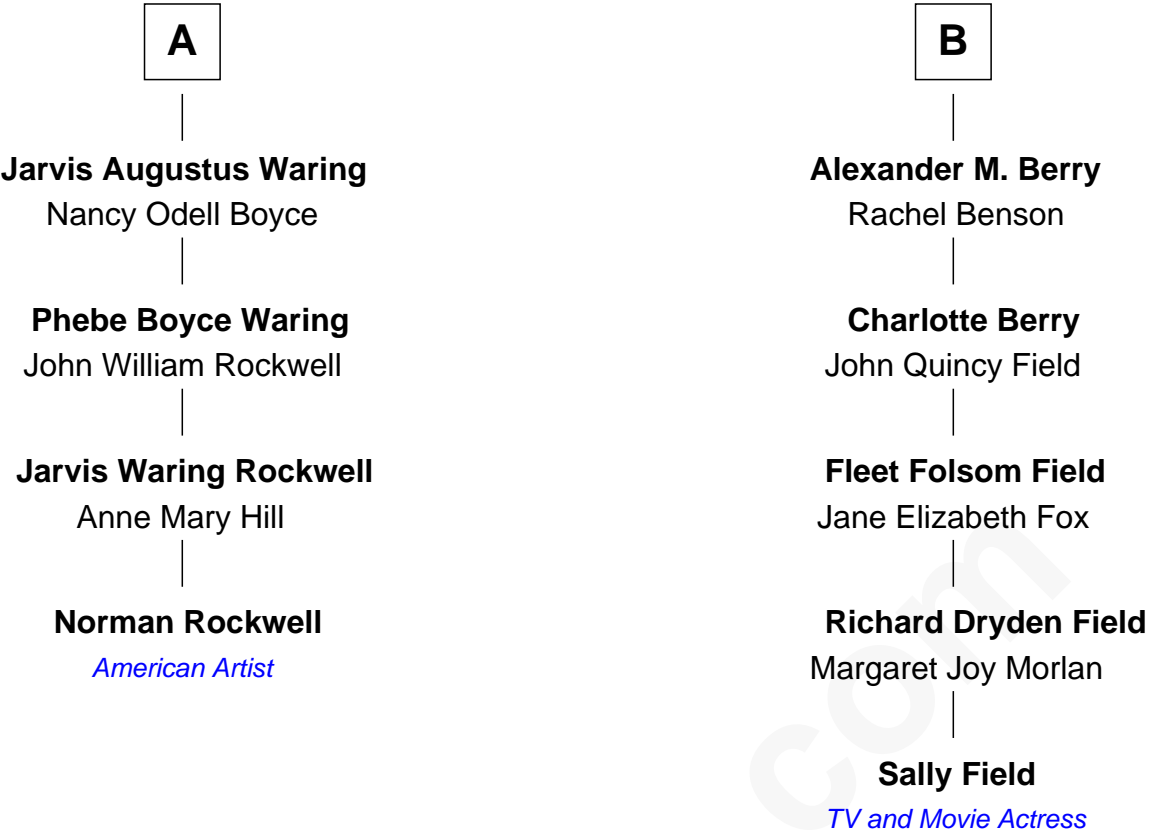 A
Jarvis Augustus Waring
Nancy Odell Boyce
Phebe Boyce Waring
John William Rockwell
Jarvis Waring Rockwell
Anne Mary Hill
Norman Rockwell
American Artist
B
Alexander M. Berry
Rachel Benson
Charlotte Berry
John Quincy Field
Fleet Folsom Field
Jane Elizabeth Fox
Richard Dryden Field
Margaret Joy Morlan
Sally Field
TV and Movie Actress
com